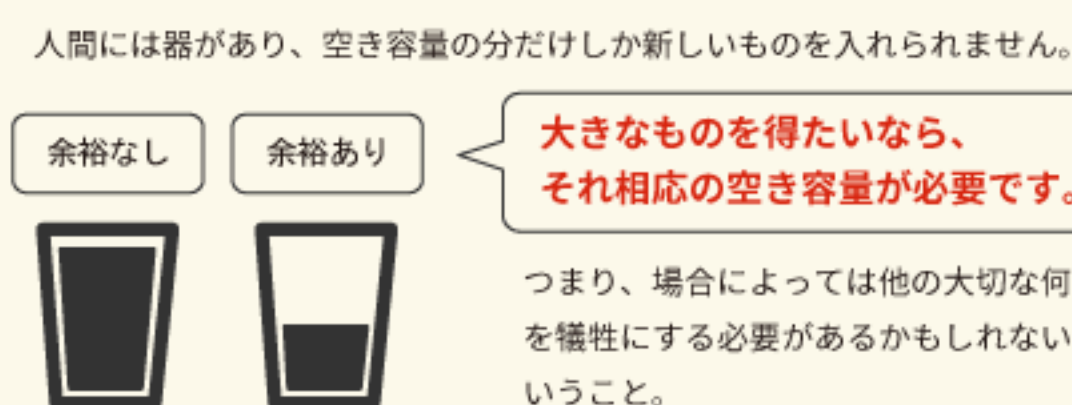 人間には器があり、空き容量の分だけしか新しいものを入れられません。
余裕なし
余裕あり
大きなものを得たいなら、
それ相応の空き容量が必要です。
つまり、場合によっては他の大切な何
を犠牲にする必要があるかもしれない
いうこと。